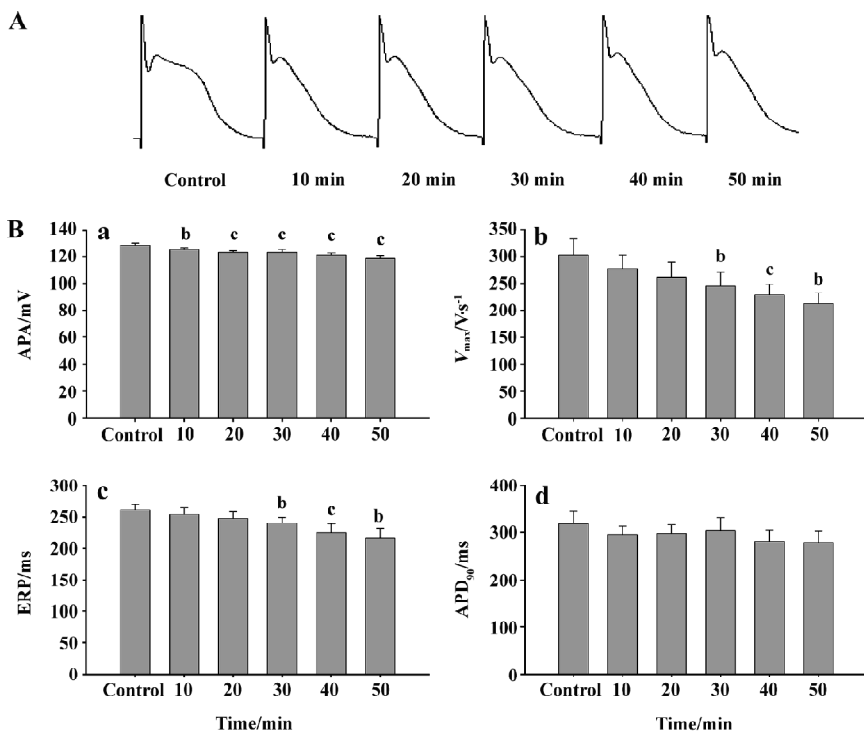 A
Control 10 min 20 min 30 min 40 min 50 min
B
a
APA/mV
140
120
100
80
60
40
20
0
b c c c c
Control 10 20 30 40 50
b
Vmax/V·s⁻¹
350
300
250
200
150
100
50
0
b c b
Control 10 20 30 40 50
c
ERP/ms
300
250
200
150
100
50
0
b c b
Control 10 20 30 40 50
Time/min
d
APD90/ms
400
300
200
100
0
Control 10 20 30 40 50
Time/min